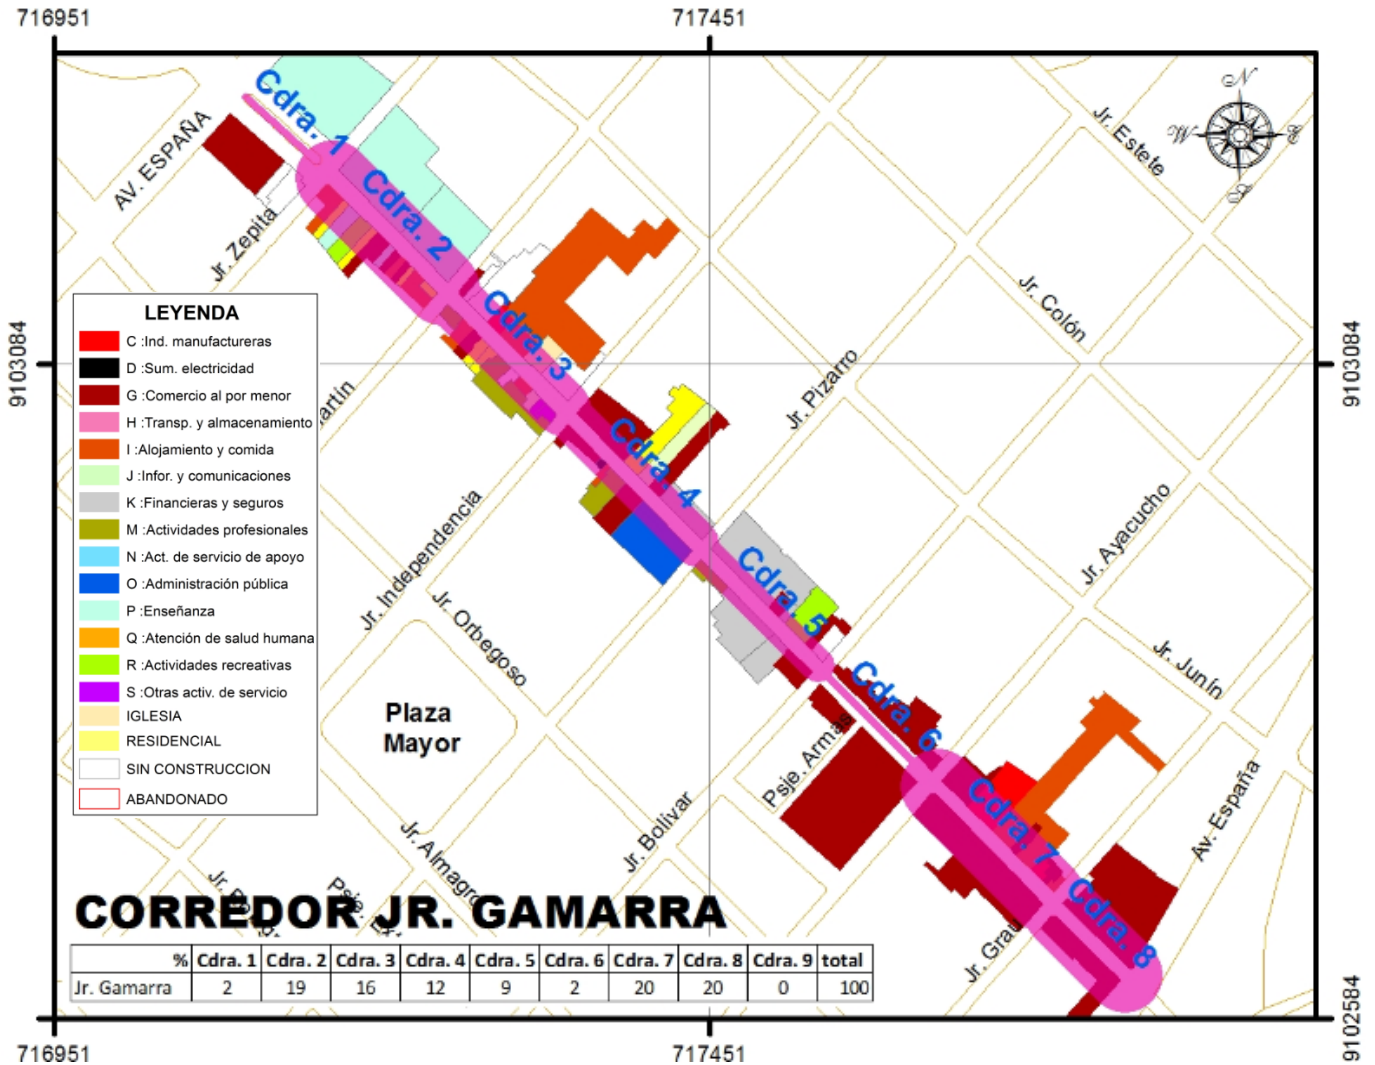 716951
717451
Cdra. 1
AV. ESPAÑA
N
W
Jr. Estete
Cdra. 2
Jr. Zepita
LEYENDA
C :Ind. manufactureras
D :Sum. electricidad
G :Comercio al por menor
H :Transp. y almacenamiento
I :Alojamiento y comida
J :Infor. y comunicaciones
K :Financieras y seguros
M :Actividades profesionales
N :Act. de servicio de apoyo
O :Administración pública
P :Enseñanza
Q :Atención de salud humana
R :Actividades recreativas
S :Otras activ. de servicio
IGLESIA
RESIDENCIAL
SIN CONSTRUCCION
ABANDONADO
Cdra. 3
Jr. Colón
9103084
9103084
artín
Jr. Pizarro
Cdra. 4
Jr. Independencia
Jr. Orbegoso
Jr. Ayacucho
Cdra. 5
Jr. Junín
Plaza
Mayor
Cdra. 6
Psje. Armas
Cdra. 7
Av. España
Jr. Bolivar
Jr. Almagro
Cdra. 8
Jr. Grau
CORREDOR JR. GAMARRA
% Cdra. 1 Cdra. 2 Cdra. 3 Cdra. 4 Cdra. 5 Cdra. 6 Cdra. 7 Cdra. 8 Cdra. 9 total
Jr. Gamarra 2 19 16 12 9 2 20 20 0 100
9102584
716951
717451